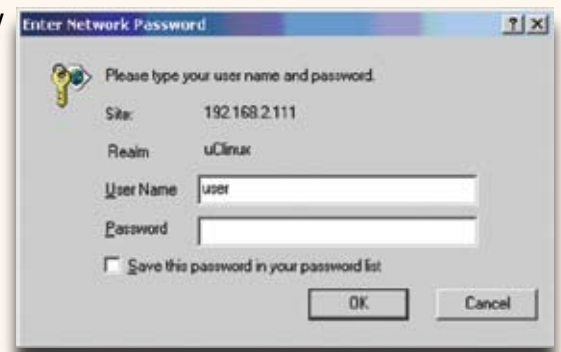 Enter Network Password
Please type your user name and password.
Site: 192.168.2.111
Realm uClinux
User Name user
Password
Save this password in your password list
OK Cancel